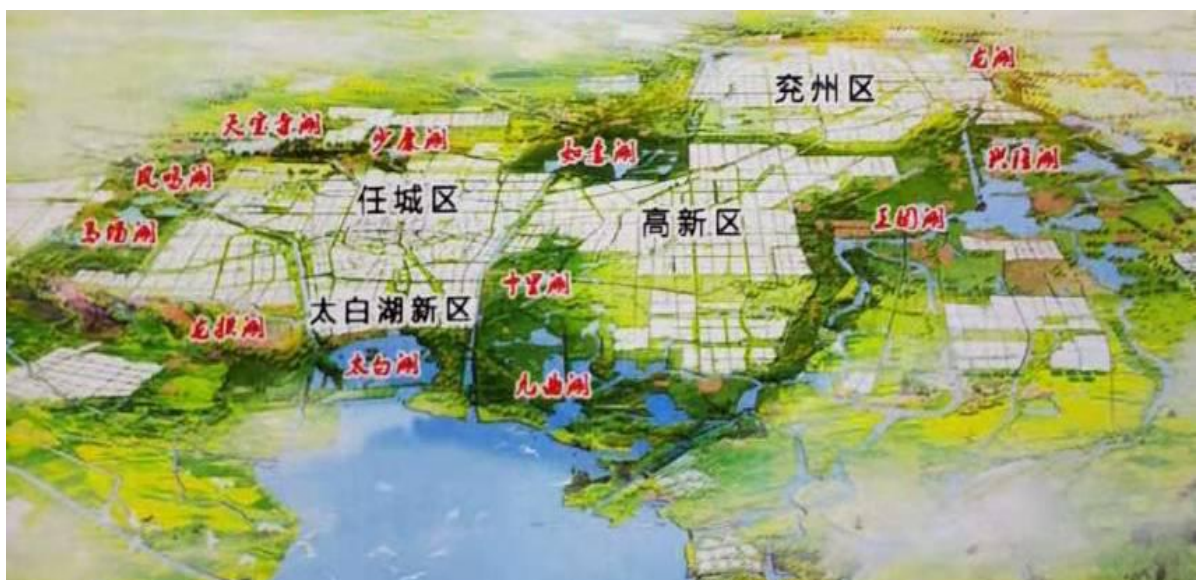 兖州区
龙湖
天宝寺湖
少康湖
如意湖
兴隆湖
凤鸣湖
任城区
高新区
王因湖
马场湖
十里湖
太白湖新区
龙拱湖
太白湖
九曲湖